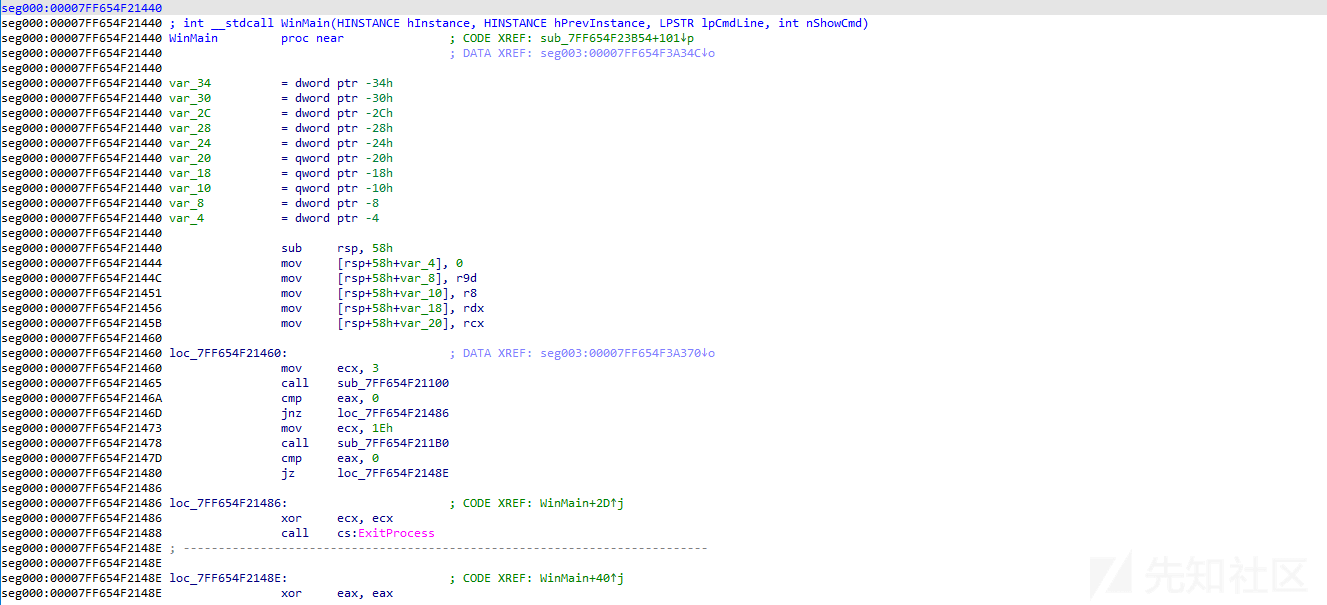 seg000:00007FF654F21440
seg000:00007FF654F21440 ; int __stdcall WinMain(HINSTANCE hInstance, HINSTANCE hPrevInstance, LPSTR lpCmdLine, int nShowCmd)
seg000:00007FF654F21440 WinMain proc near ; CODE XREF: sub_7FF654F23B54+101↓p
seg000:00007FF654F21440 ; DATA XREF: seg003:00007FF654F3A34C↓o
seg000:00007FF654F21440
seg000:00007FF654F21440 var_34 = dword ptr -34h
seg000:00007FF654F21440 var_30 = dword ptr -30h
seg000:00007FF654F21440 var_2C = dword ptr -2Ch
seg000:00007FF654F21440 var_28 = dword ptr -28h
seg000:00007FF654F21440 var_24 = dword ptr -24h
seg000:00007FF654F21440 var_20 = qword ptr -20h
seg000:00007FF654F21440 var_18 = qword ptr -18h
seg000:00007FF654F21440 var_10 = qword ptr -10h
seg000:00007FF654F21440 var_8 = dword ptr -8
seg000:00007FF654F21440 var_4 = dword ptr -4
seg000:00007FF654F21440
seg000:00007FF654F21440 sub rsp, 58h
seg000:00007FF654F21444 mov [rsp+58h+var_4], 0
seg000:00007FF654F2144C mov [rsp+58h+var_8], r9d
seg000:00007FF654F21451 mov [rsp+58h+var_10], r8
seg000:00007FF654F21456 mov [rsp+58h+var_18], rdx
seg000:00007FF654F2145B mov [rsp+58h+var_20], rcx
seg000:00007FF654F21460
seg000:00007FF654F21460 loc_7FF654F21460: ; DATA XREF: seg003:00007FF654F3A370↓o
seg000:00007FF654F21460 mov ecx, 3
seg000:00007FF654F21465 call sub_7FF654F21100
seg000:00007FF654F2146A cmp eax, 0
seg000:00007FF654F2146D jnz loc_7FF654F21486
seg000:00007FF654F21473 mov ecx, 1Eh
seg000:00007FF654F21478 call sub_7FF654F211B0
seg000:00007FF654F2147D cmp eax, 0
seg000:00007FF654F21480 jz loc_7FF654F2148E
seg000:00007FF654F21486
seg000:00007FF654F21486 loc_7FF654F21486: ; CODE XREF: WinMain+2D↑j
seg000:00007FF654F21486 xor ecx, ecx
seg000:00007FF654F21488 call cs:ExitProcess
seg000:00007FF654F2148E ; ---------------------------------------------------------------------------
seg000:00007FF654F2148E
seg000:00007FF654F2148E loc_7FF654F2148E: ; CODE XREF: WinMain+40↑j
seg000:00007FF654F2148E xor eax, eax
先知社区